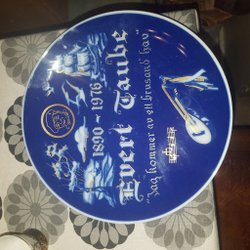 Evert Taube
1890-1976
"Jag kommer av ett brusand' hav"